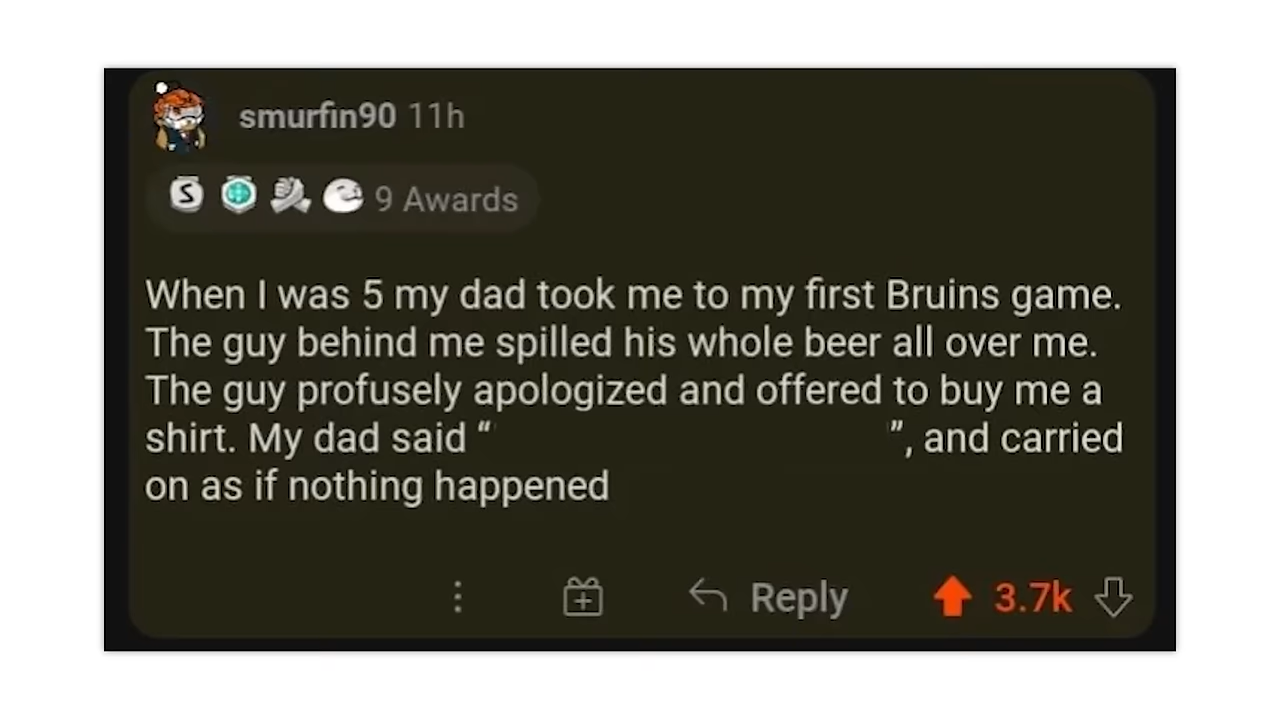 smurfin90 11h
9 Awards
When I was 5 my dad took me to my first Bruins game.
The guy behind me spilled his whole beer all over me.
The guy profusely apologized and offered to buy me a
shirt. My dad said “ ”, and carried
on as if nothing happened
Reply 3.7k